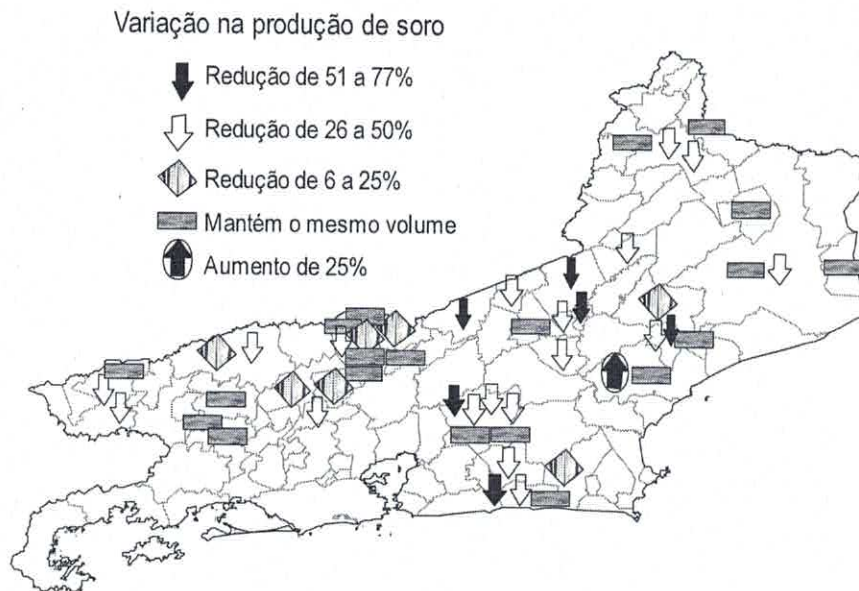 Variação na produção de soro
Redução de 51 a 77%
Redução de 26 a 50%
Redução de 6 a 25%
Mantém o mesmo volume
Aumento de 25%